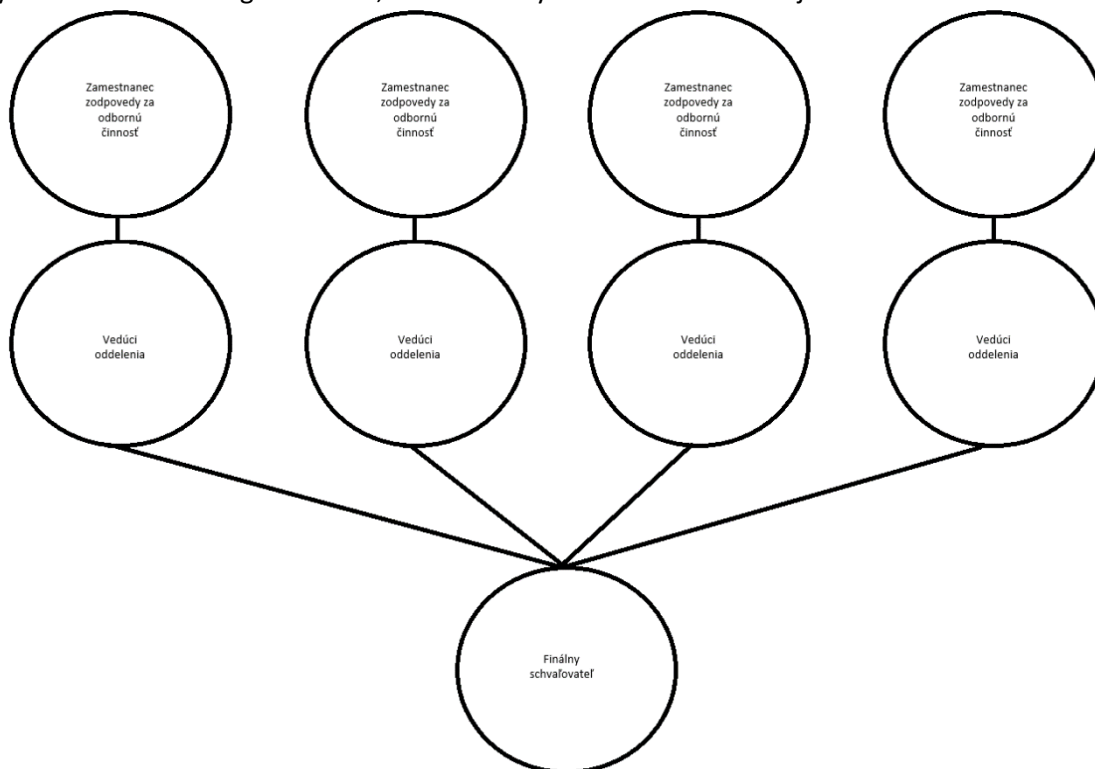 Zamestnanec
zodpovedy za
odbornú
činnosť
Zamestnanec
zodpovedy za
odbornú
činnosť
Zamestnanec
zodpovedy za
odbornú
činnosť
Zamestnanec
zodpovedy za
odbornú
činnosť
Vedúci
oddelenia
Vedúci
oddelenia
Vedúci
oddelenia
Vedúci
oddelenia
Finálny
schvaľovateľ